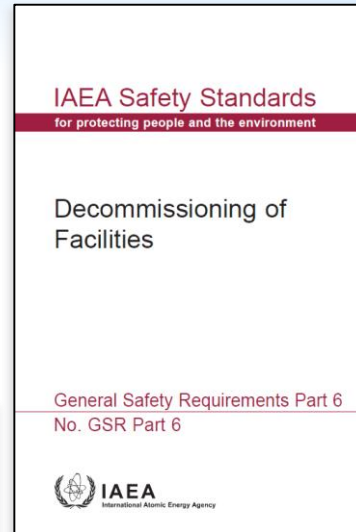 IAEA Safety Standards
for protecting people and the environment
Decommissioning of
Facilities
General Safety Requirements Part 6
No. GSR Part 6
IAEA
International Atomic Energy Agency